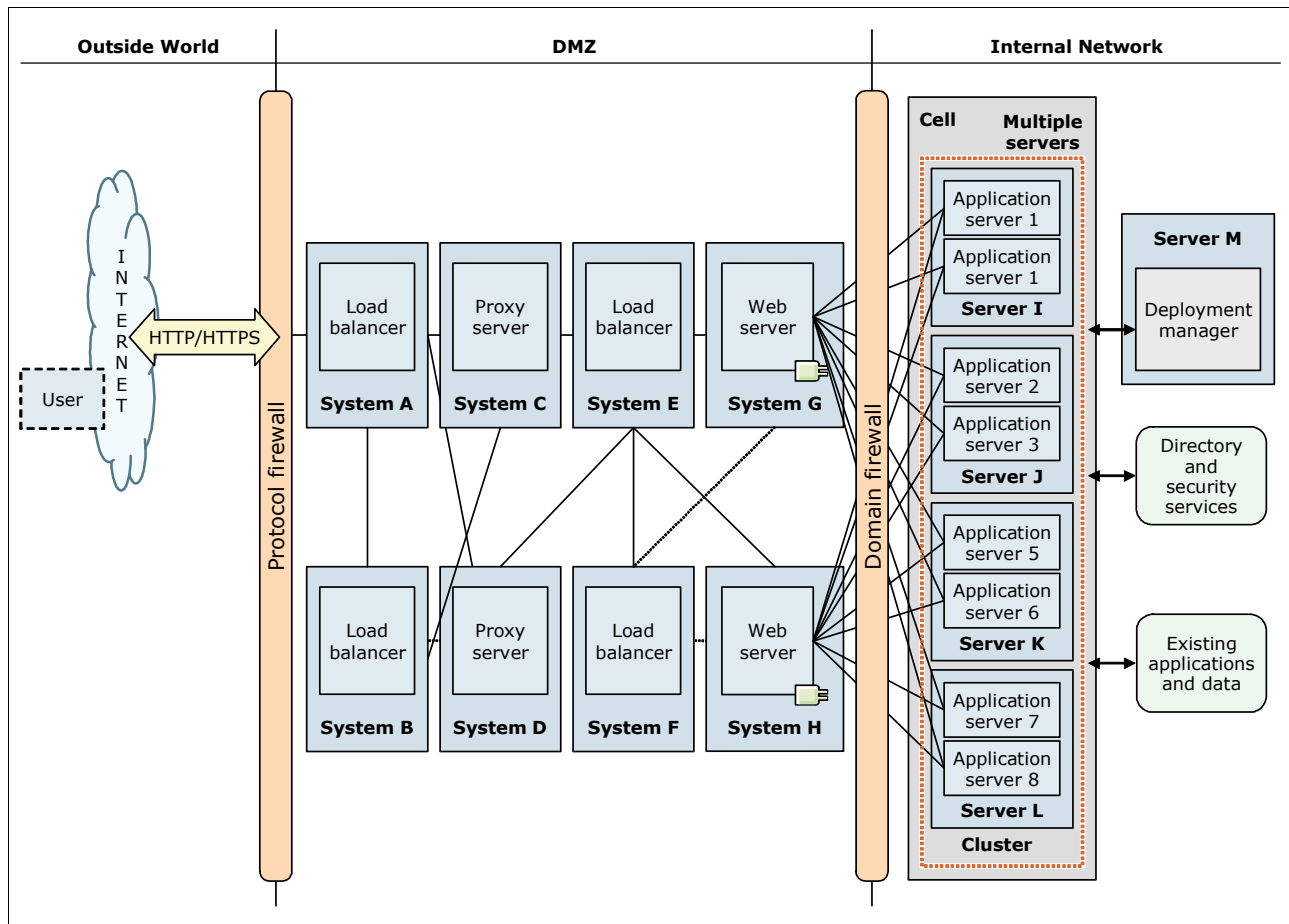 Outside World
DMZ
Internal Network
INTERNET
HTTP/HTTPS
User
Protocol firewall
Load
balancer
System A
Proxy
server
System C
Load
balancer
System E
Web
server
System G
Load
balancer
System B
Proxy
server
System D
Load
balancer
System F
Web
server
System H
Domain firewall
Cell
Multiple
servers
Application
server 1
Application
server 1
Server I
Application
server 2
Application
server 3
Server J
Application
server 5
Application
server 6
Server K
Application
server 7
Application
server 8
Server L
Cluster
Server M
Deployment
manager
Directory
and
security
services
Existing
applications
and data